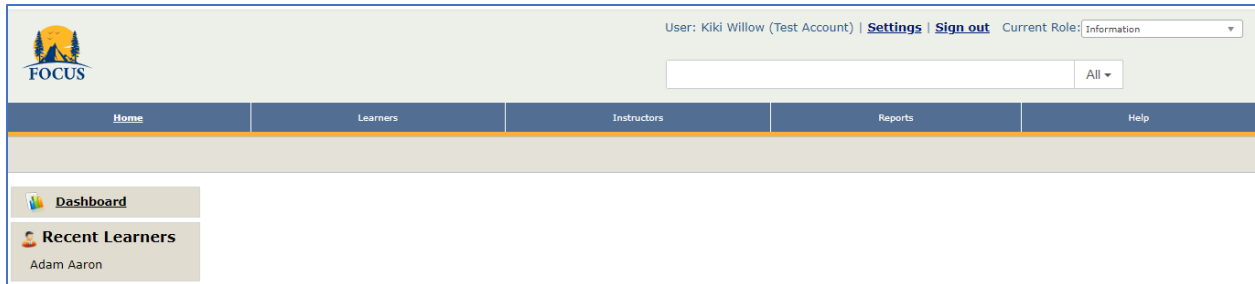 User: Kiki Willow (Test Account) | Settings | Sign out Current Role: Information
FOCUS
All
Home Learners Instructors Reports Help
Dashboard
Recent Learners
Adam Aaron